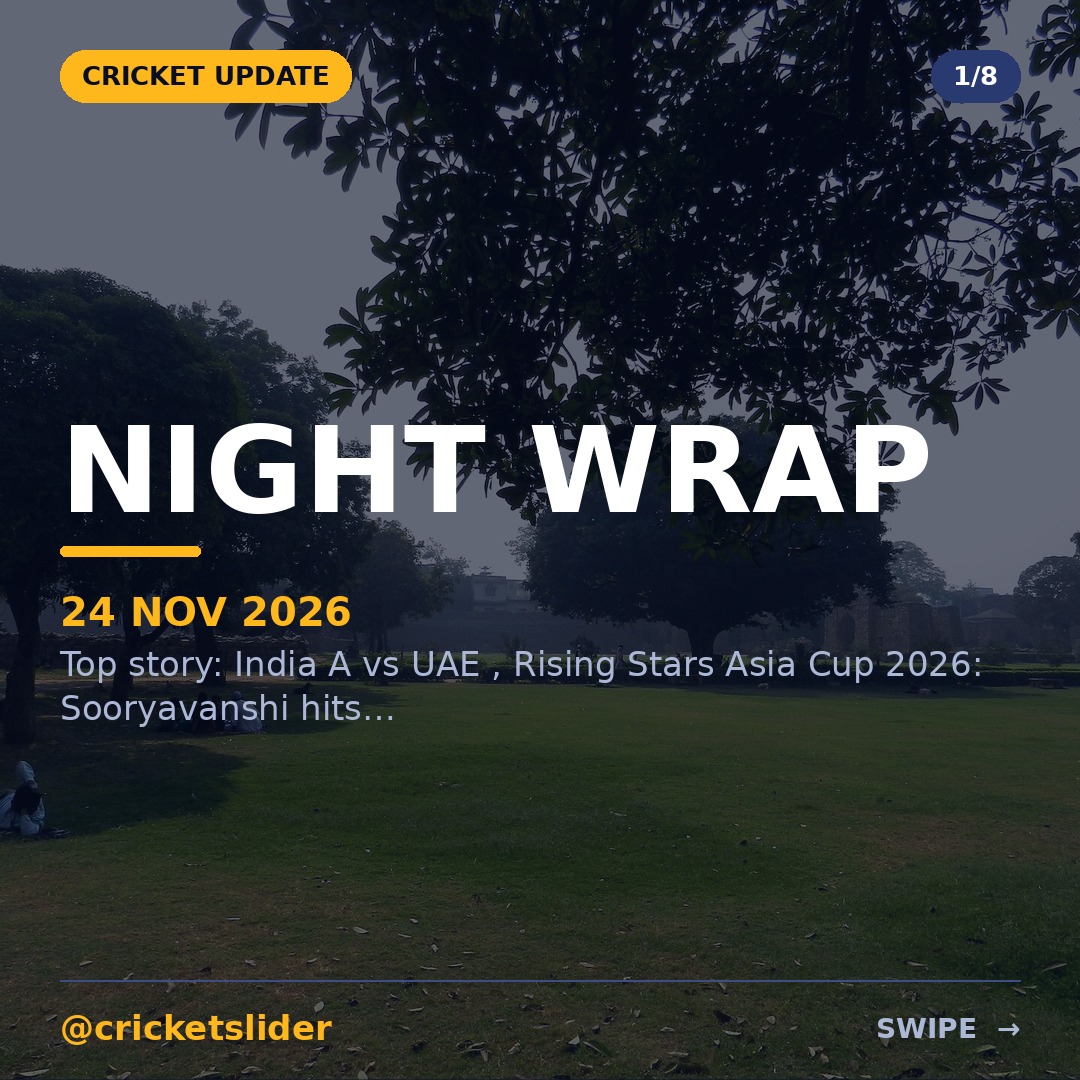 CRICKET UPDATE
1/8
NIGHT WRAP
24 NOV 2026
Top story: India A vs UAE , Rising Stars Asia Cup 2026:
Sooryavanshi hits...
@cricketslider
SWIPE →